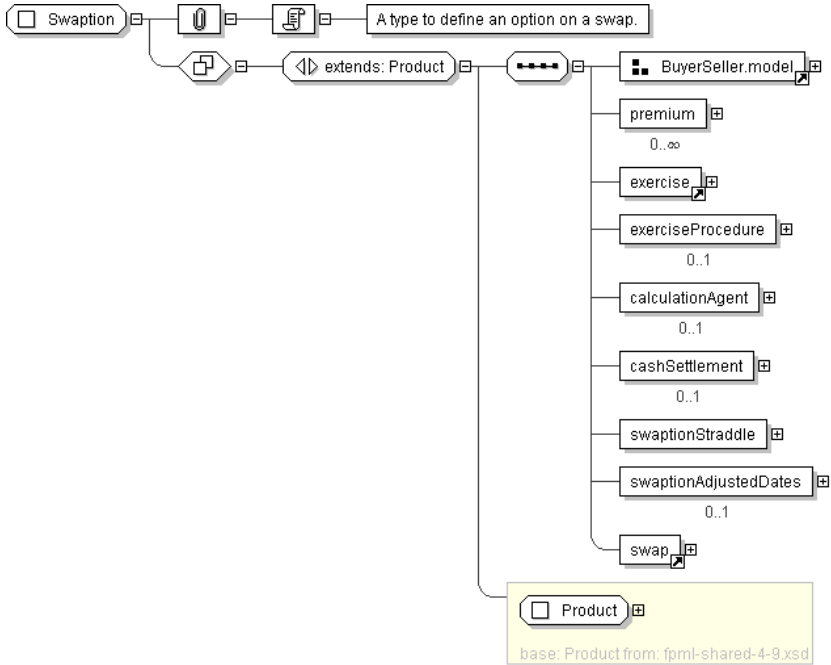 Swaption
A type to define an option on a swap.
extends: Product
BuyerSeller.model
premium
0..∞
exercise
exerciseProcedure
0..1
calculationAgent
0..1
cashSettlement
0..1
swaptionStraddle
swaptionAdjustedDates
0..1
swap
Product
base: Product from: fpml-shared-4-9.xsd